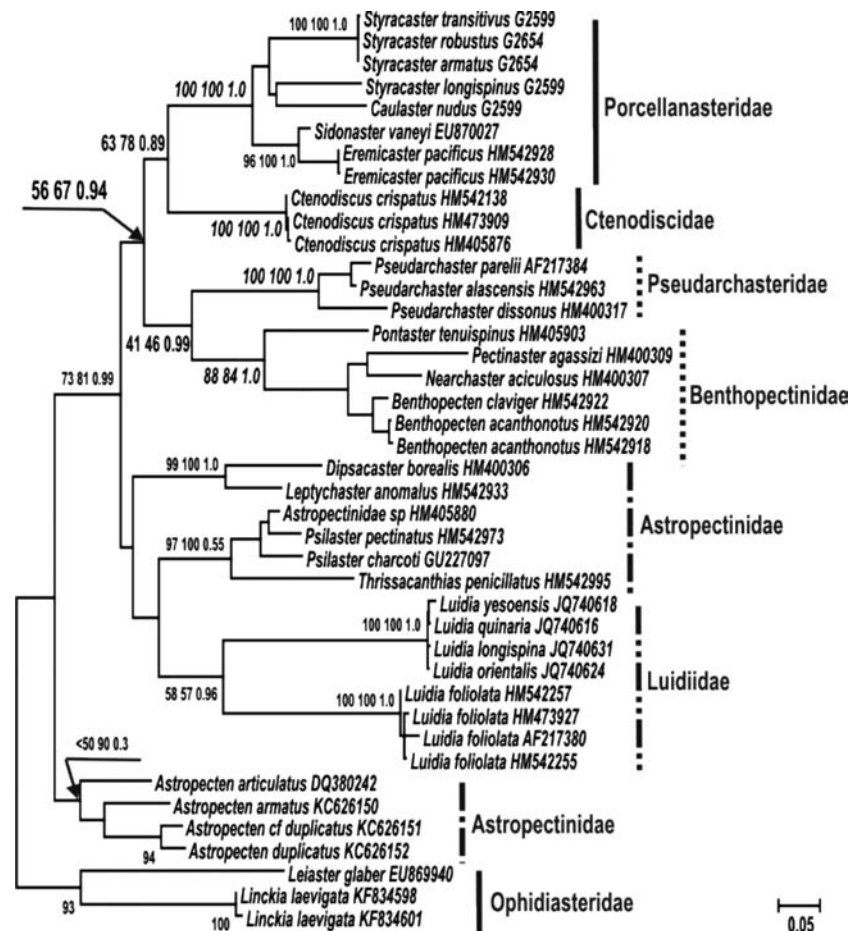 Styracaster transitivus G2599
100 100 1.0
Styracaster robustus G2654
Styracaster armatus G2654
100 100 1.0
Styracaster longispinus G2599
Caulaster nudus G2599
Porcellanasteridae
Sidonaster vaneyi EU870027
63 78 0.89
Eremicaster pacificus HM542928
96 100 1.0
Eremicaster pacificus HM542930
56 67 0.94
Ctenodiscus crispatus HM542138
Ctenodiscus crispatus HM473909
Ctenodiscidae
100 100 1.0
Ctenodiscus crispatus HM405876
Pseudarchaster parelii AF217384
100 100 1.0
Pseudarchaster alascensis HM542963
Pseudarchasteridae
Pseudarchaster dissonus HM400317
Pontaster tenuispinus HM405903
41 46 0.99
Pectinaster agassizi HM400309
88 84 1.0
Nearchaster aciculosus HM400307
73 81 0.99
Benthopecten claviger HM542922
Benthopectinidae
Benthopecten acanthonotus HM542920
Benthopecten acanthonotus HM542918
99 100 1.0
Dipsacaster borealis HM400306
Leptychaster anomalus HM542933
Astropectinidae sp HM405880
Astropectinidae
Psilaster pectinatus HM542973
97 100 0.55
Psilaster charcoti GU227097
Thrissacanthias penicillatus HM542995
Luidia yesoensis JQ740618
Luidia quinaria JQ740616
100 100 1.0
Luidia longispina JQ740631
Luidia orientalis JQ740624
Luidiidae
58 57 0.96
Luidia foliolata HM542257
100 100 1.0
Luidia foliolata HM473927
Luidia foliolata AF217380
<50 90 0.3
Luidia foliolata HM542255
Astropecten articulatus DQ380242
Astropecten armatus KC626150
Astropecten cf duplicatus KC626151
Astropectinidae
94
Astropecten duplicatus KC626152
Leiaster glaber EU869940
Linckia laevigata KF834598
Ophidiasteridae
93
100
Linckia laevigata KF834601
0.05